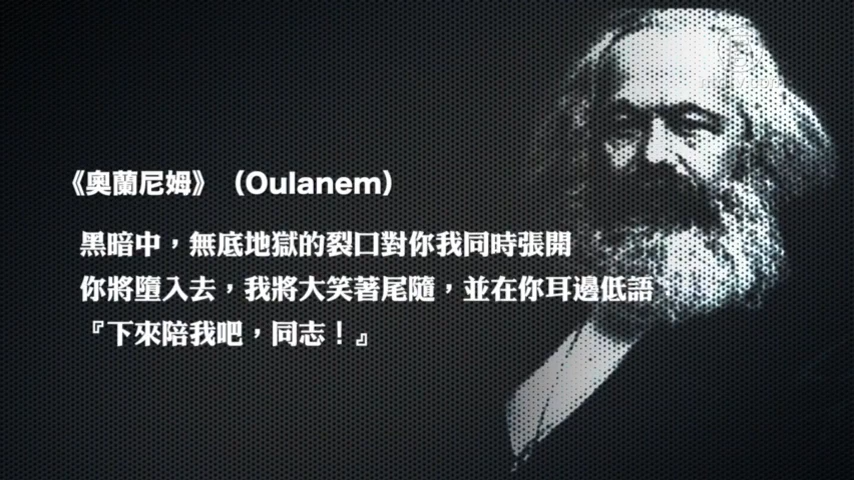 《奧蘭尼姆》（Oulanem）
黑暗中，無底地獄的裂口對你我同時張開
你將墮入去，我將大笑著尾隨，並在你耳邊低語
『下來陪我吧，同志！』